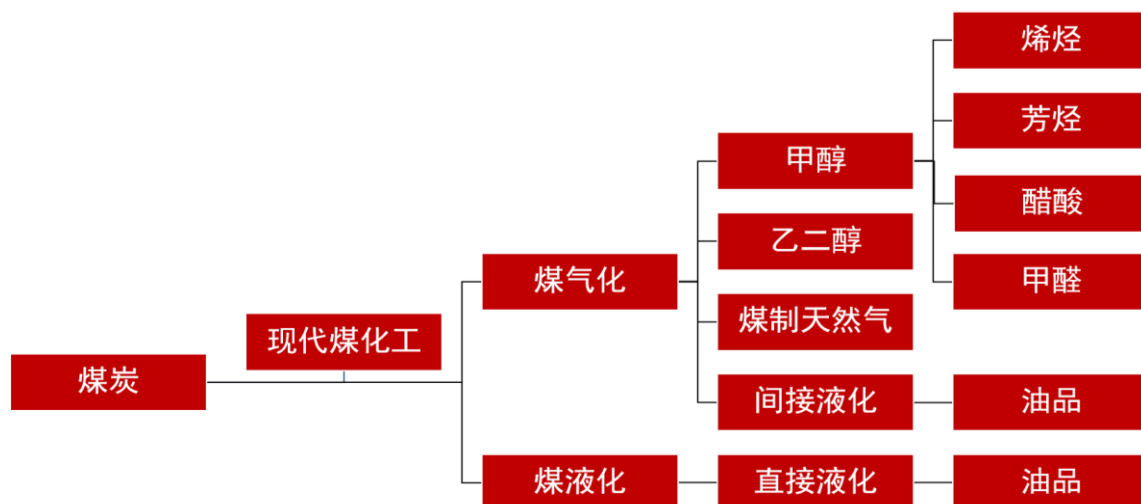 烯烃
芳烃
甲醇
醋酸
乙二醇
甲醛
煤气化
煤制天然气
现代煤化工
煤炭
间接液化
油品
煤液化
直接液化
油品